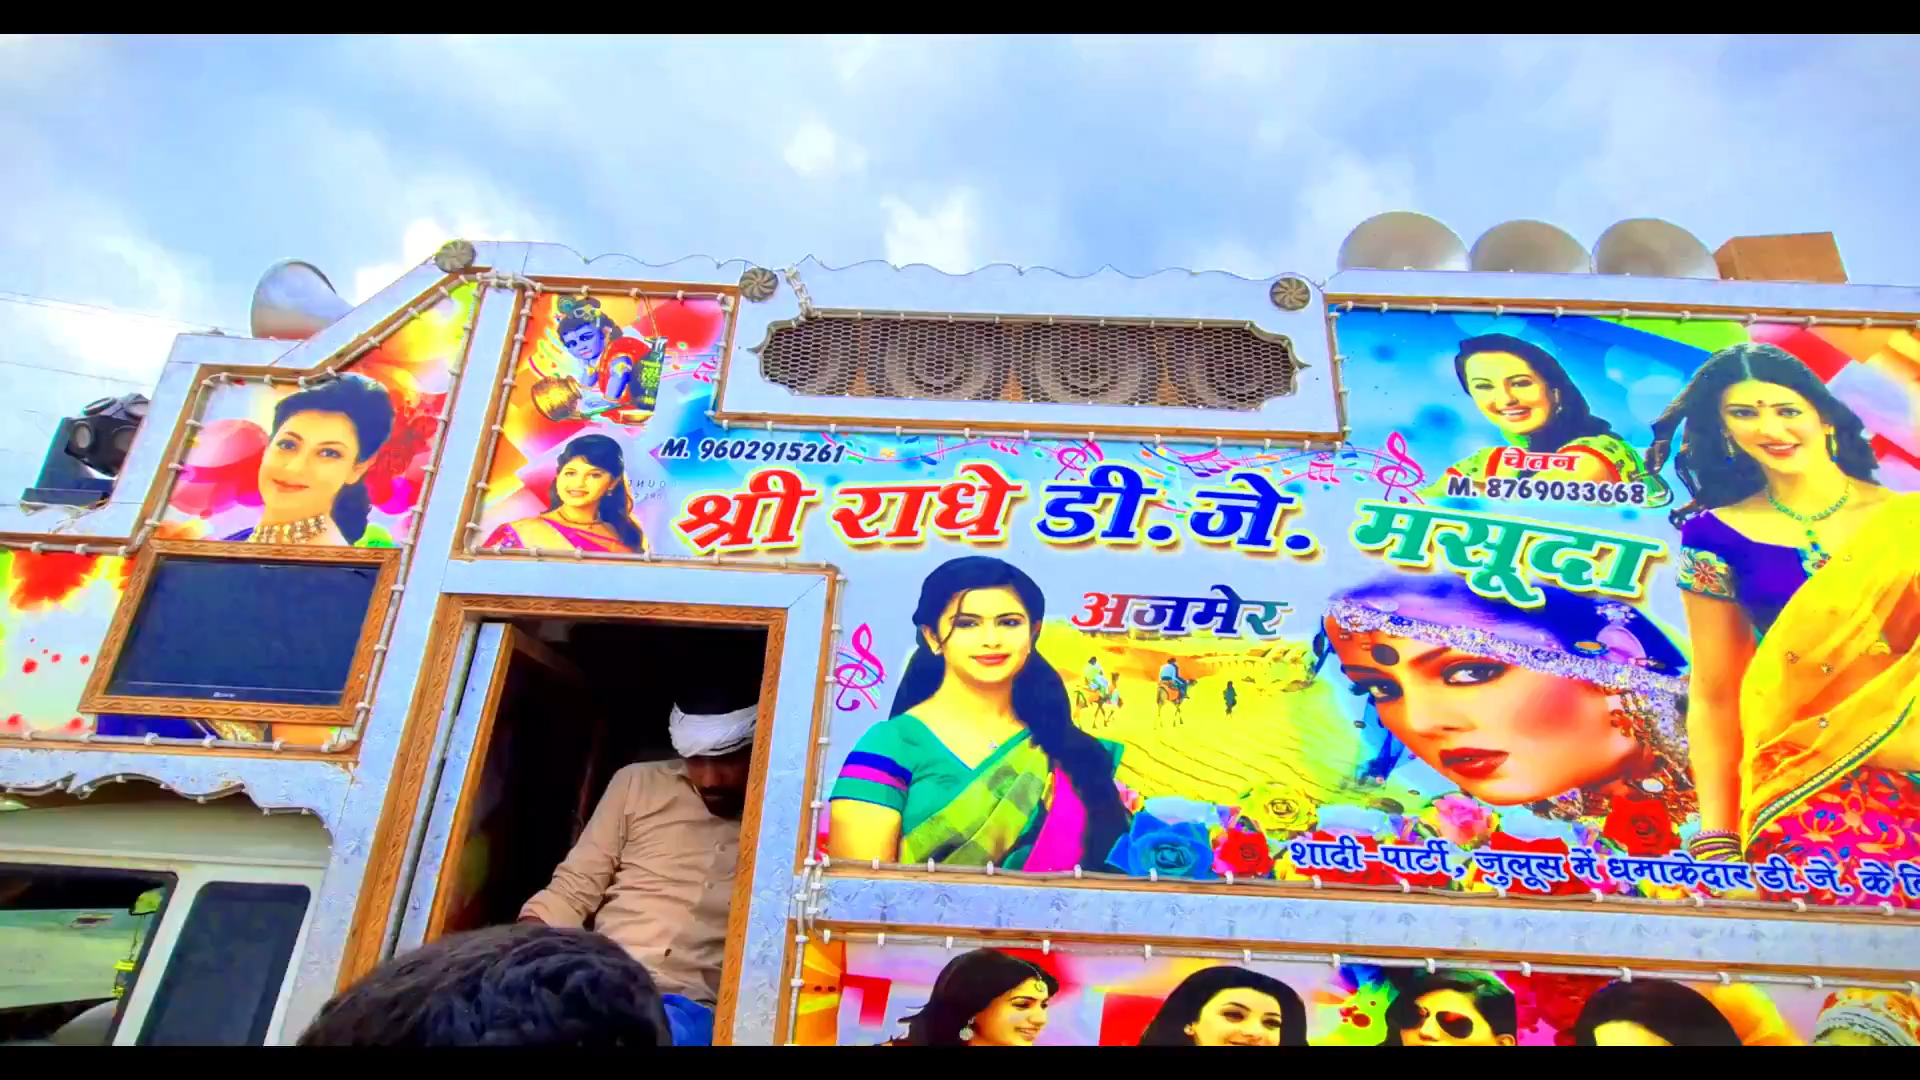 M. 9602915261
श्री राधे डी.जे. मसूदा
चेतन
M. 8769033668
अजमेर
शादी-पार्टी, जुलूस में धमाकेदार डी.जे. के